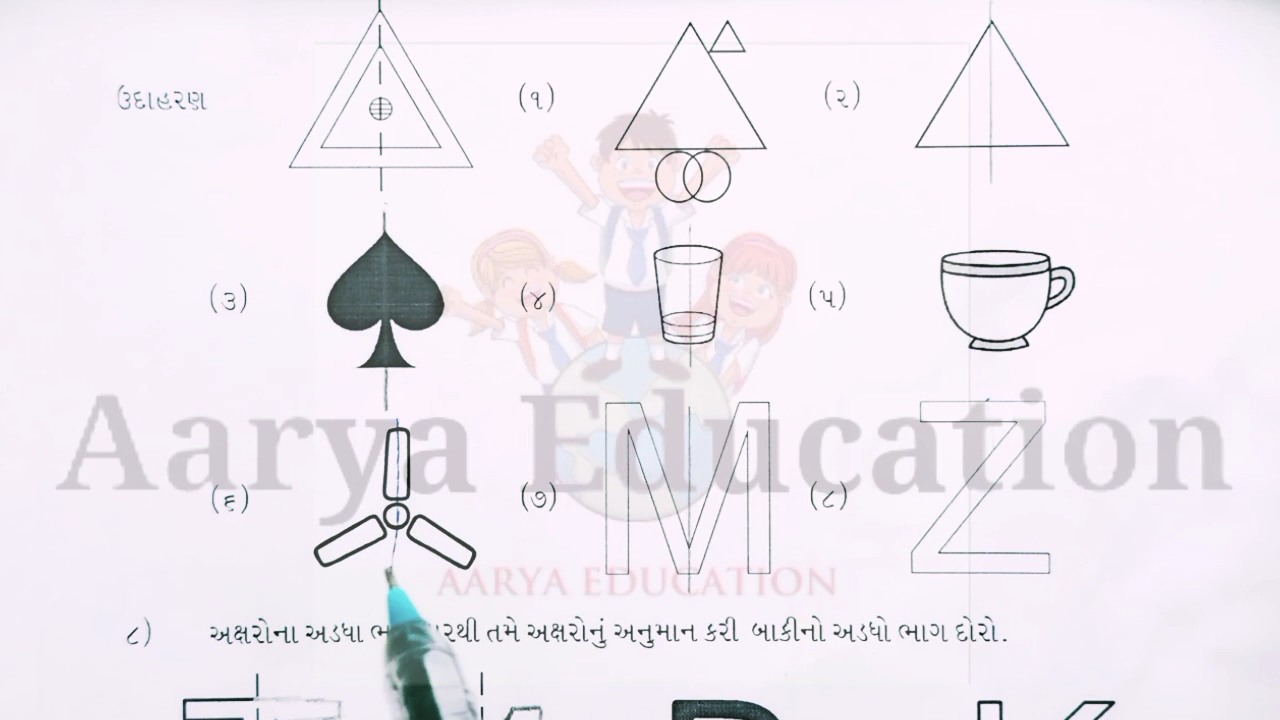 ઉદાહરણ (૧) (૨)
(૩) (૪) (૫)
Aarya Education
(૬) (૭) M (૮) Z
AARYA EDUCATION
૮) અક્ષરોના અડધા તમે અક્ષરોનું અનુમાન કરી બાકીનો અડધો ભાગ દોરો.